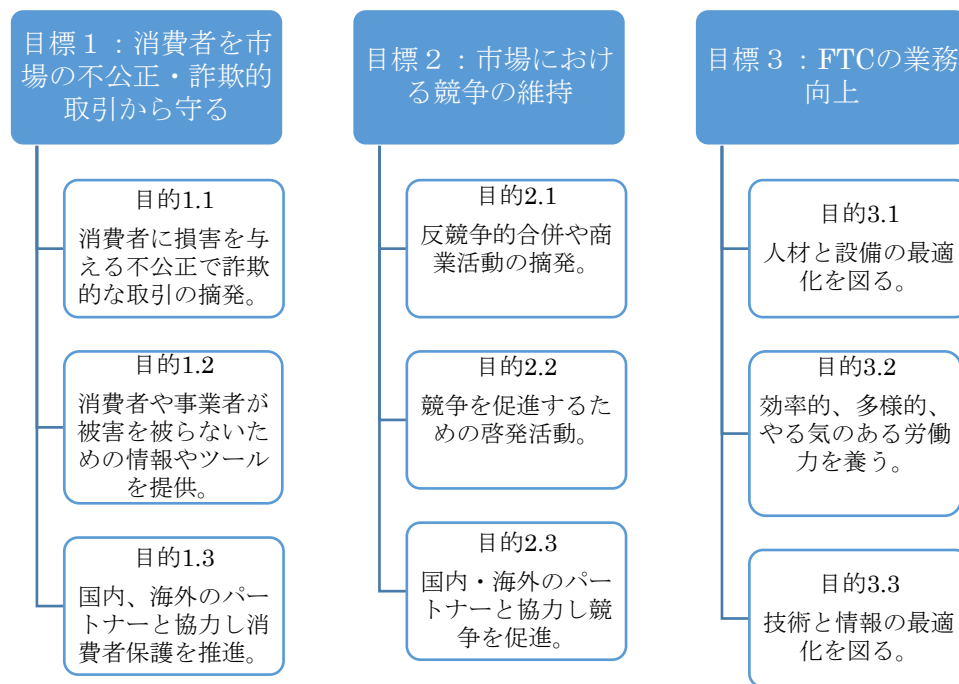 目標１：消費者を市
場の不公正・詐欺的
取引から守る
目的1.1
消費者に損害を与
える不公正で詐欺
的な取引の摘発。
目的1.2
消費者や事業者が
被害を被らないた
めの情報やツール
を提供。
目的1.3
国内、海外のパー
トナーと協力し消
費者保護を推進。
目標２：市場におけ
る競争の維持
目的2.1
反競争的合併や商
業活動の摘発。
目的2.2
競争を促進するた
めの啓発活動。
目的2.3
国内・海外のパー
トナーと協力し競
争を促進。
目標３：FTCの業務
向上
目的3.1
人材と設備の最適
化を図る。
目的3.2
効率的、多様的、
やる気のある労働
力を養う。
目的3.3
技術と情報の最適
化を図る。